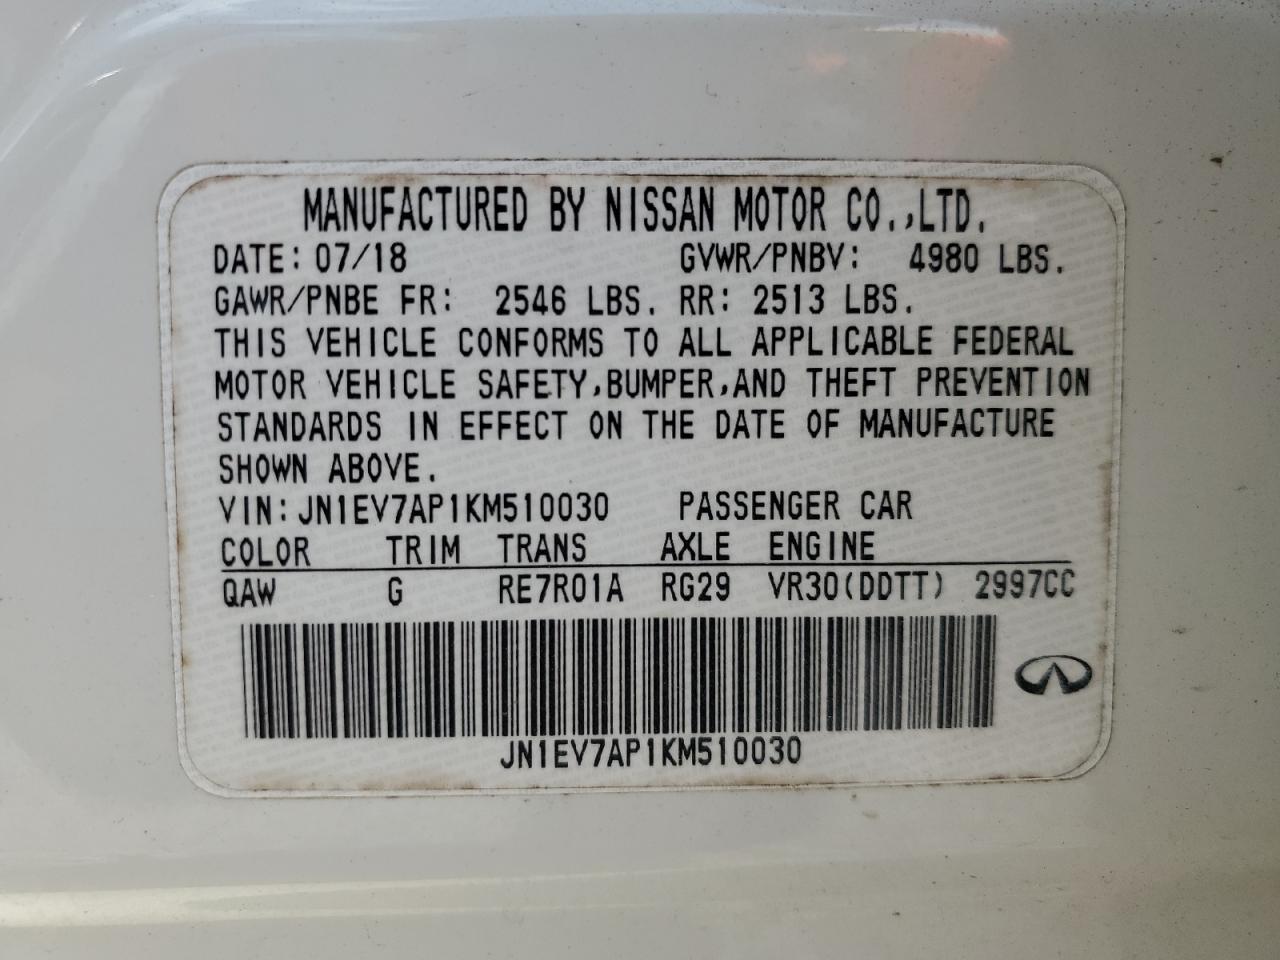 MANUFACTURED BY NISSAN MOTOR CO.,LTD.
DATE: 07/18 GVWR/PNBV: 4980 LBS.
GAWR/PNBE FR: 2546 LBS. RR: 2513 LBS.
THIS VEHICLE CONFORMS TO ALL APPLICABLE FEDERAL
MOTOR VEHICLE SAFETY,BUMPER,AND THEFT PREVENTION
STANDARDS IN EFFECT ON THE DATE OF MANUFACTURE
SHOWN ABOVE.
VIN: JN1EV7AP1KM510030 PASSENGER CAR
COLOR TRIM TRANS AXLE ENGINE
QAW G RE7R01A RG29 VR30(DDTT) 2997CC
JN1EV7AP1KM510030